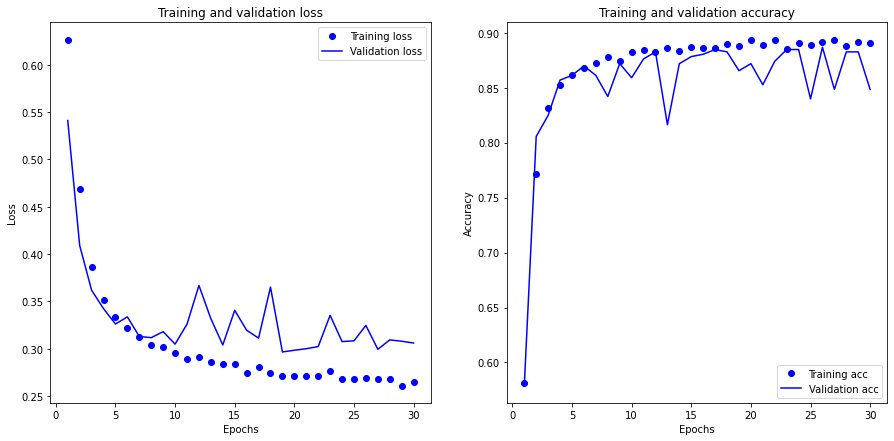 Training and validation loss
Training loss
Validation loss
0.60
0.55
0.50
0.45
0.40
0.35
0.30
0.25
Loss
0 5 10 15 20 25 30
Epochs
Training and validation accuracy
0.90
0.85
0.80
0.75
0.70
0.65
0.60
Accuracy
Training acc
Validation acc
0 5 10 15 20 25 30
Epochs